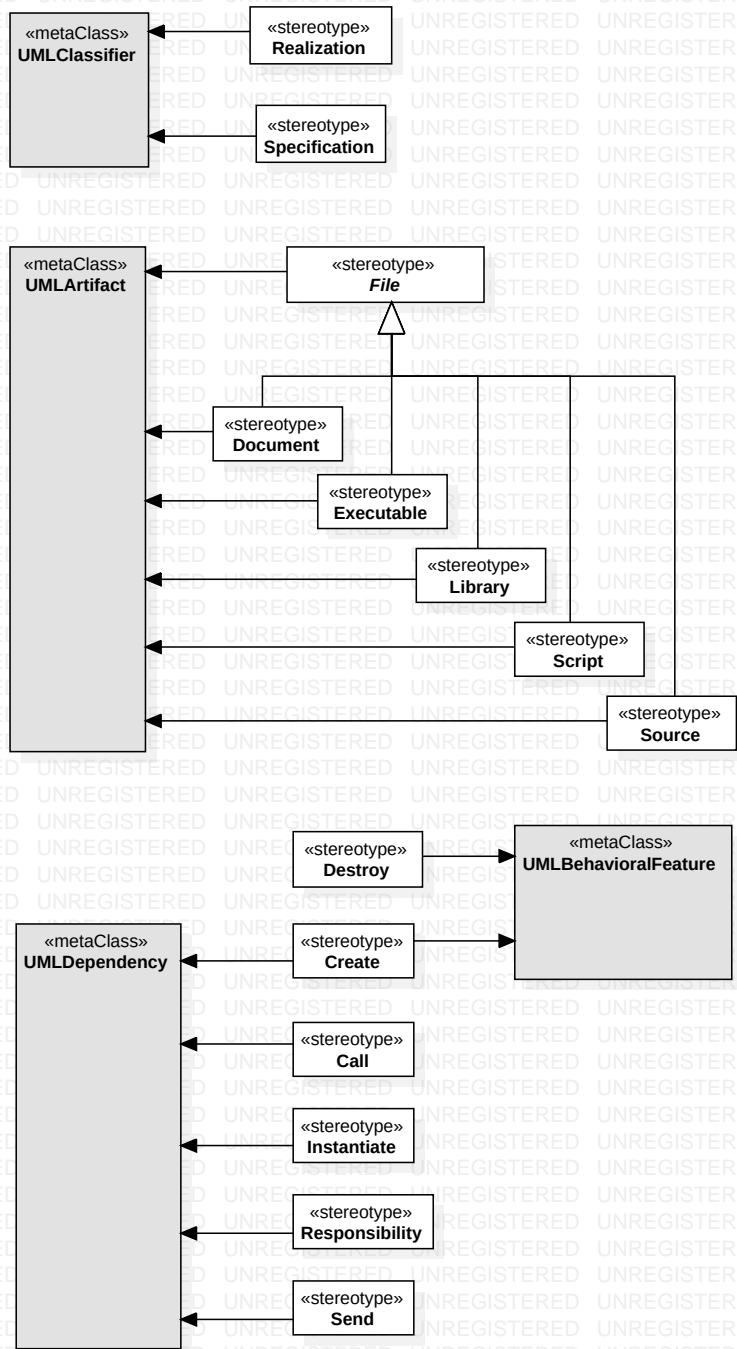 «metaClass»
UMLClassifier
«stereotype»
Realization
«stereotype»
Specification
«metaClass»
UMLArtifact
«stereotype»
File
«stereotype»
Document
«stereotype»
Executable
«stereotype»
Library
«stereotype»
Script
«stereotype»
Source
«stereotype»
Destroy
«metaClass»
UMLBehavioralFeature
«metaClass»
UMLDependency
«stereotype»
Create
«stereotype»
Call
«stereotype»
Instantiate
«stereotype»
Responsibility
«stereotype»
Send
UNREGISTERED